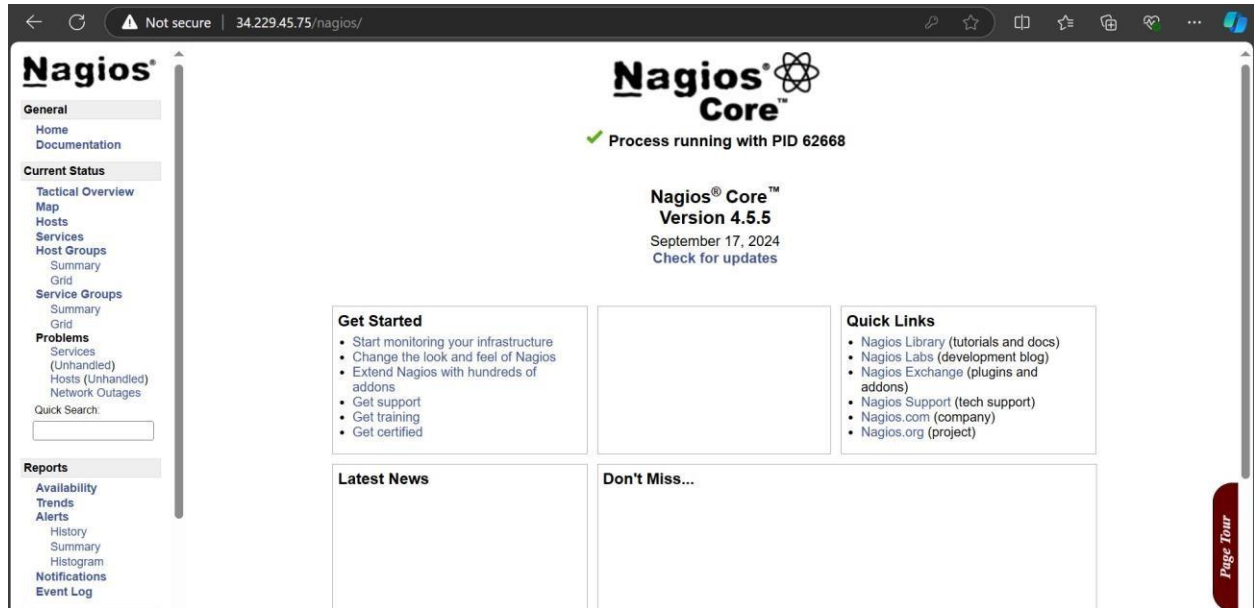 Not secure 34.229.45.75/nagios/
Nagios®
General
Home
Documentation
Current Status
Tactical Overview
Map
Hosts
Services
Host Groups
Summary
Grid
Service Groups
Summary
Grid
Problems
Services
(Unhandled)
Hosts (Unhandled)
Network Outages
Quick Search:
Reports
Availability
Trends
Alerts
History
Summary
Histogram
Notifications
Event Log
Nagios®
Core™
Process running with PID 62668
Nagios® Core™
Version 4.5.5
September 17, 2024
Check for updates
Get Started
• Start monitoring your infrastructure
• Change the look and feel of Nagios
• Extend Nagios with hundreds of
addons
• Get support
• Get training
• Get certified
Quick Links
• Nagios Library (tutorials and docs)
• Nagios Labs (development blog)
• Nagios Exchange (plugins and
addons)
• Nagios Support (tech support)
• Nagios.com (company)
• Nagios.org (project)
Latest News
Don't Miss...
Page Tour